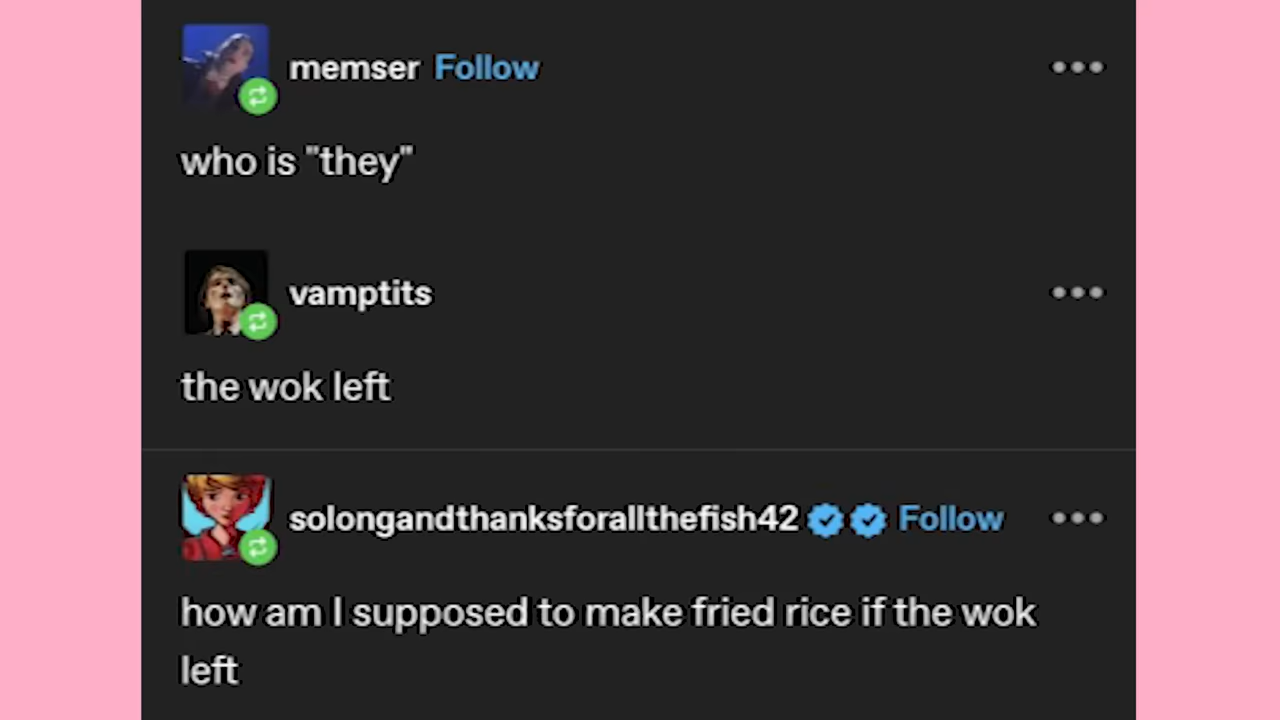 memser Follow
who is "they"
vamptits
the wok left
solongandthanksforallthefish42 Follow
how am I supposed to make fried rice if the wok
left